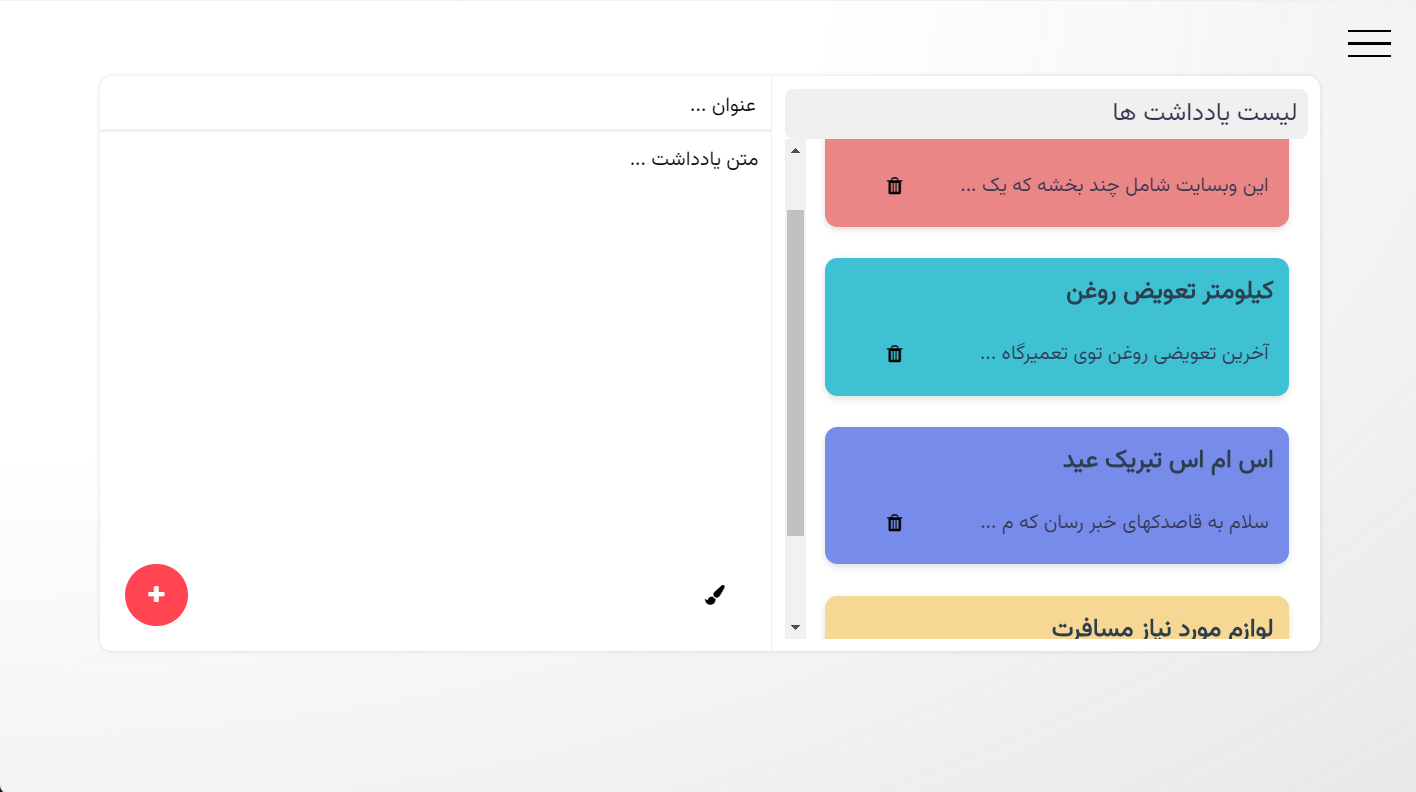 لیست یادداشت ها
این وبسایت شامل چند بخشه که یک ...
کیلومتر تعویض روغن
آخرین تعویضی روغن توی تعمیرگاه ...
اس ام اس تبریک عید
سلام به قاصدکهای خبر رسان که م ...
لوازم مورد نیاز مسافرت
عنوان ...
متن یادداشت ...